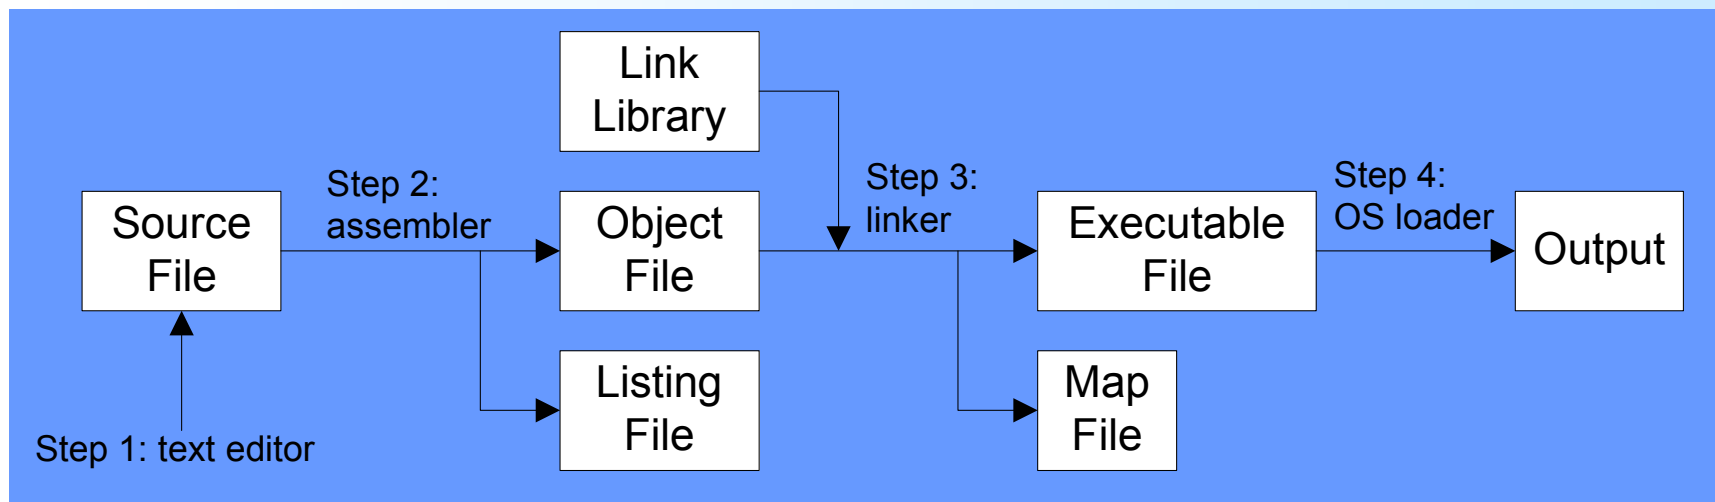 Link
Library
Step 2:
assembler
Step 3:
linker
Step 4:
OS loader
Source
File
Object
File
Executable
File
Output
Listing
File
Map
File
Step 1: text editor